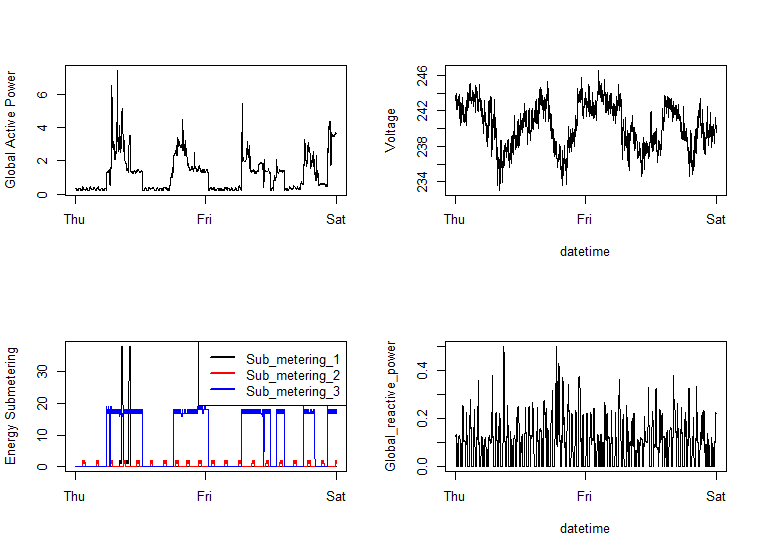 Global Active Power
0 2 4 6
Thu Fri Sat
Voltage
234 238 242 246
Thu Fri Sat
datetime
Energy Submetering
0 10 20 30
Sub_metering_1
Sub_metering_2
Sub_metering_3
Thu Fri Sat
Global_reactive_power
0.0 0.2 0.4
Thu Fri Sat
datetime